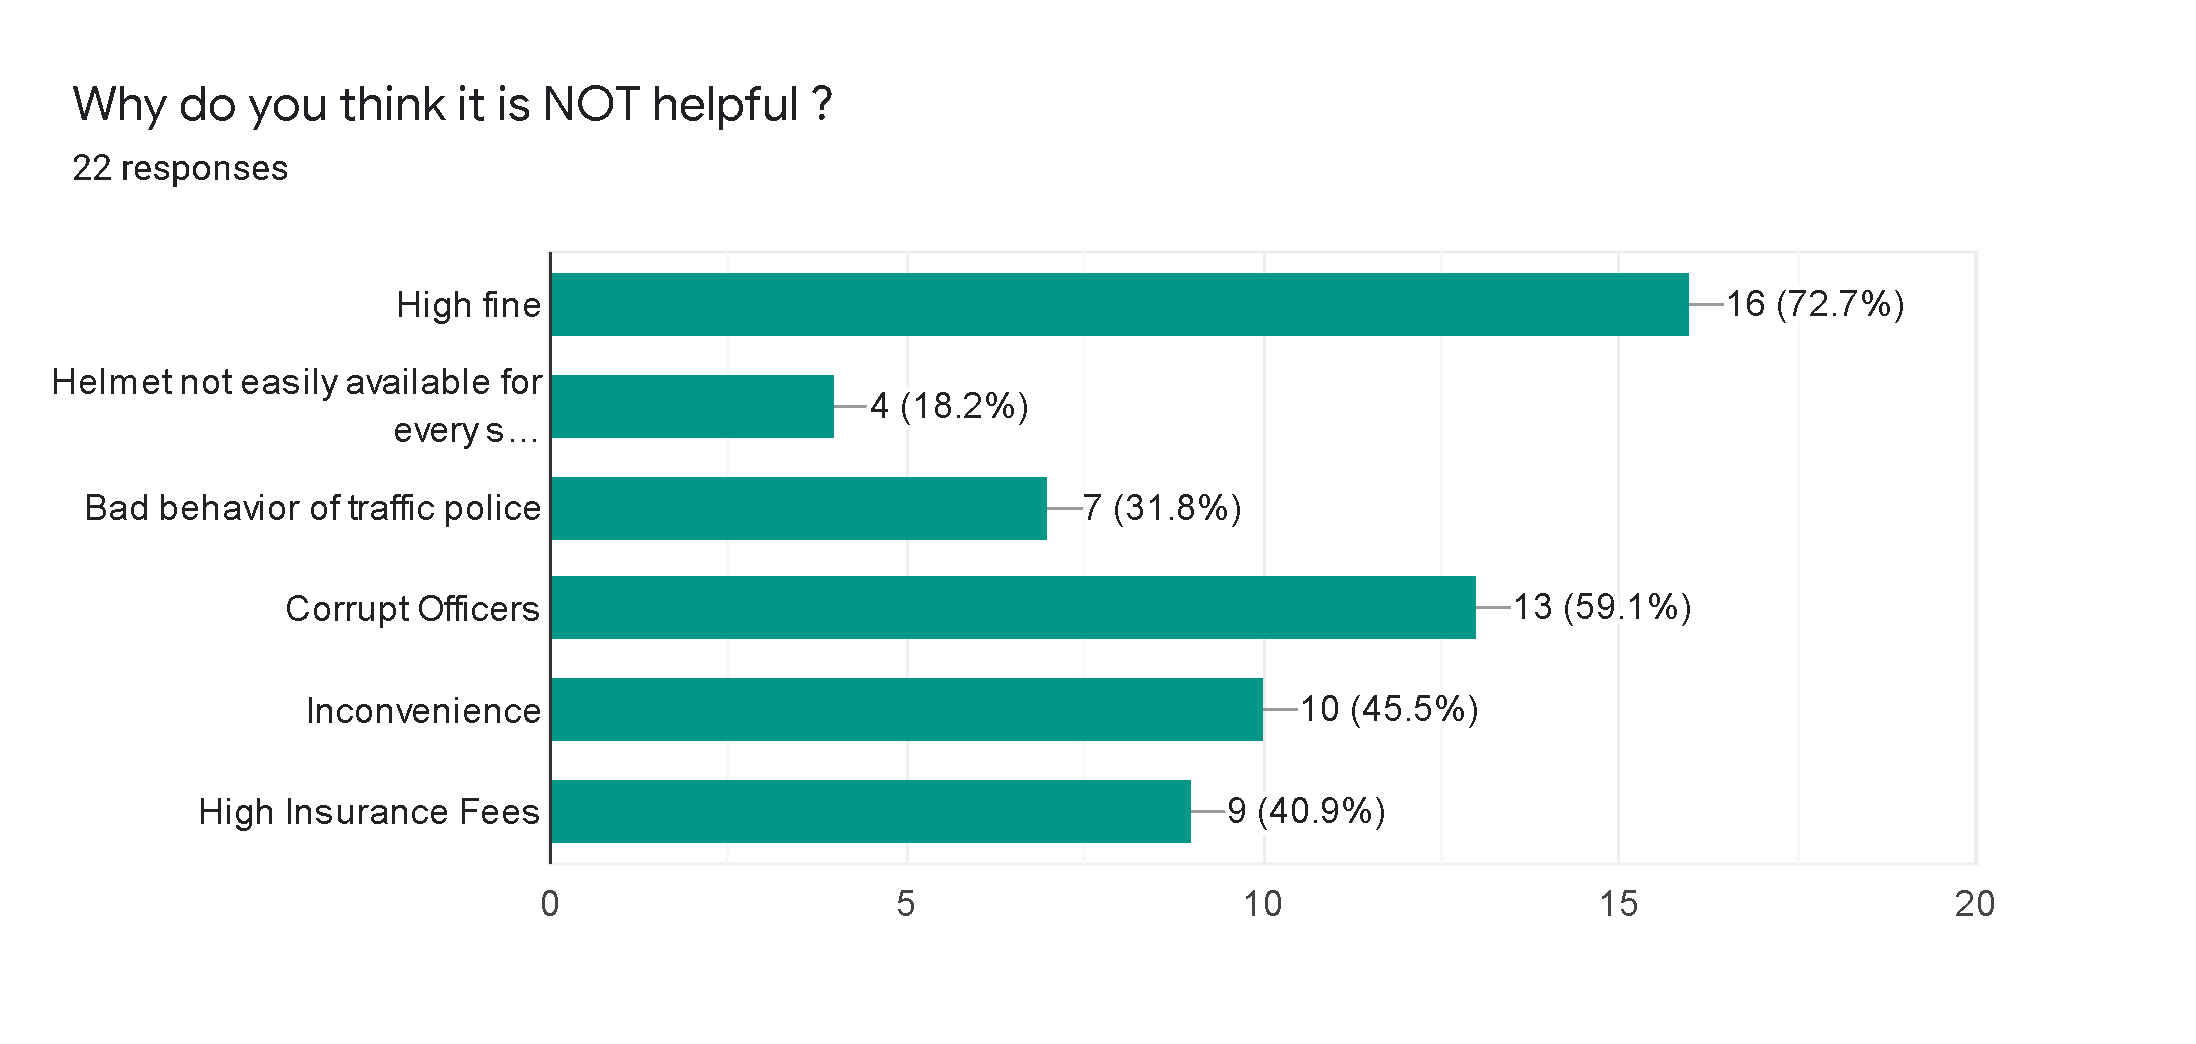 Why do you think it is NOT helpful ?
22 responses
High fine
16 (72.7%)
Helmet not easily available for
every s...
4 (18.2%)
Bad behavior of traffic police
7 (31.8%)
Corrupt Officers
13 (59.1%)
Inconvenience
10 (45.5%)
High Insurance Fees
9 (40.9%)
0 5 10 15 20